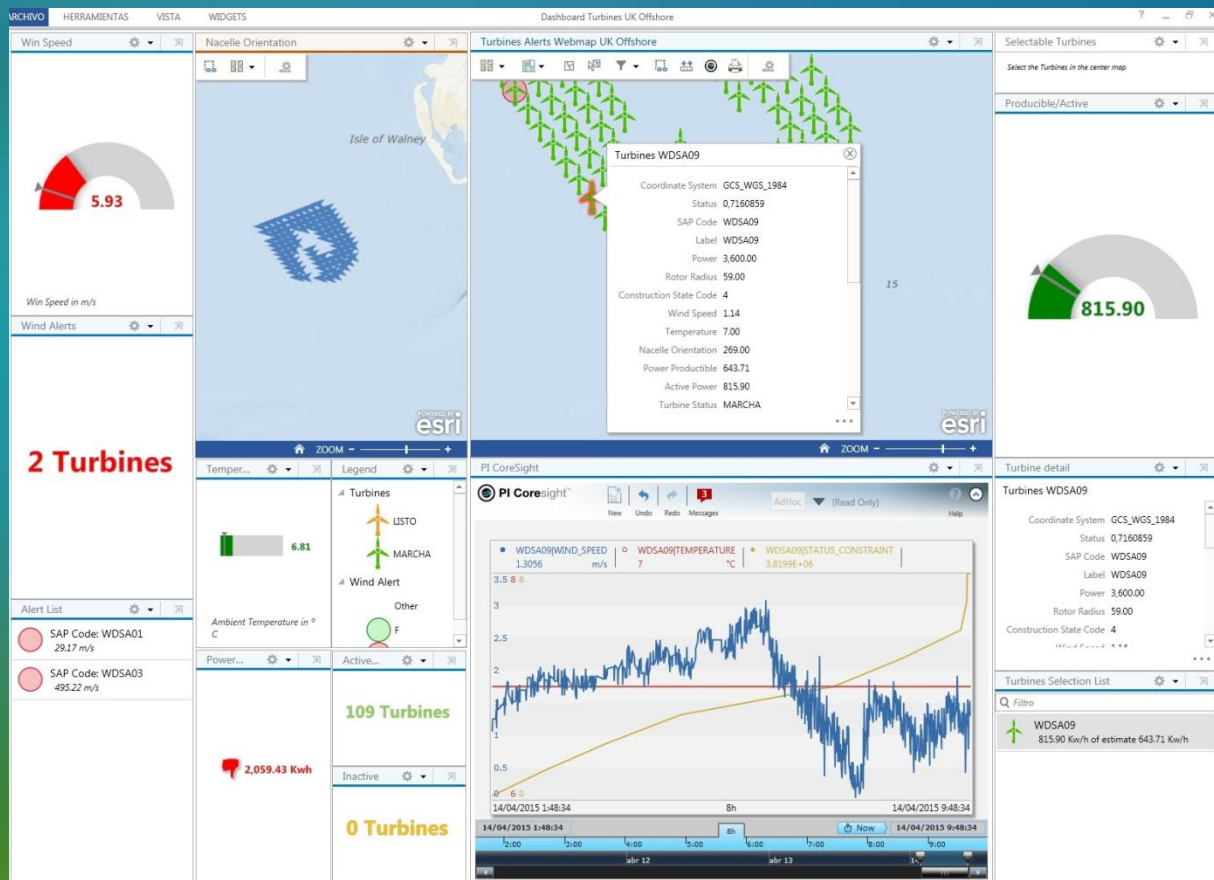 ARCHIVO HERRAMIENTAS VISTA WIDGETS
Dashboard Turbines UK Offshore
Win Speed
5.93
Win Speed in m/s
Wind Alerts
2 Turbines
Alert List
SAP Code: WDSA01
29.17 m/s
SAP Code: WDSA03
495.22 m/s
Nacelle Orientation
Isle of Walney
POWERED BY
esri
ZOOM
Temper...
6.81
Ambient Temperature in º
C
Legend
Turbines
LISTO
MARCHA
Wind Alert
Other
F
Power...
2,059.43 Kwh
Active...
109 Turbines
Inactive
0 Turbines
Turbines Alerts Webmap UK Offshore
Turbines WDSA09
Coordinate System GCS_WGS_1984
Status 0,7160859
SAP Code WDSA09
Label WDSA09
Power 3,600.00
Rotor Radius 59.00
Construction State Code 4
Wind Speed 1.14
Temperature 7.00
Nacelle Orientation 269.00
Power Productible 643.71
Active Power 815.90
Turbine Status MARCHA
15
POWERED BY
esri
ZOOM
PI CoreSight
PI Coresight™
New Undo Redo Messages
3
AdHoc (Read Only)
Help
WDSA09|WIND_SPEED WDSA09|TEMPERATURE WDSA09|STATUS_CONSTRAINT
1.3056 m/s 7 °C 3.8199E+06
3.5 8 8
3
2.5
2
1.5
1
0.5
0 6 0
14/04/2015 1:48:34 8h 14/04/2015 9:48:34
14/04/2015 1:48:34 8h Now 14/04/2015 9:48:34
2:00 3:00 4:00 5:00 6:00 7:00 8:00 9:00
abr 12 abr 13
Selectable Turbines
Select the Turbines in the center map
Producible/Active
815.90
Turbine detail
Turbines WDSA09
Coordinate System GCS_WGS_1984
Status 0,7160859
SAP Code WDSA09
Label WDSA09
Power 3,600.00
Rotor Radius 59.00
Construction State Code 4
Wind Speed 1.14
Turbines Selection List
Filtro
WDSA09
815.90 Kw/h of estimate 643.71 Kw/h